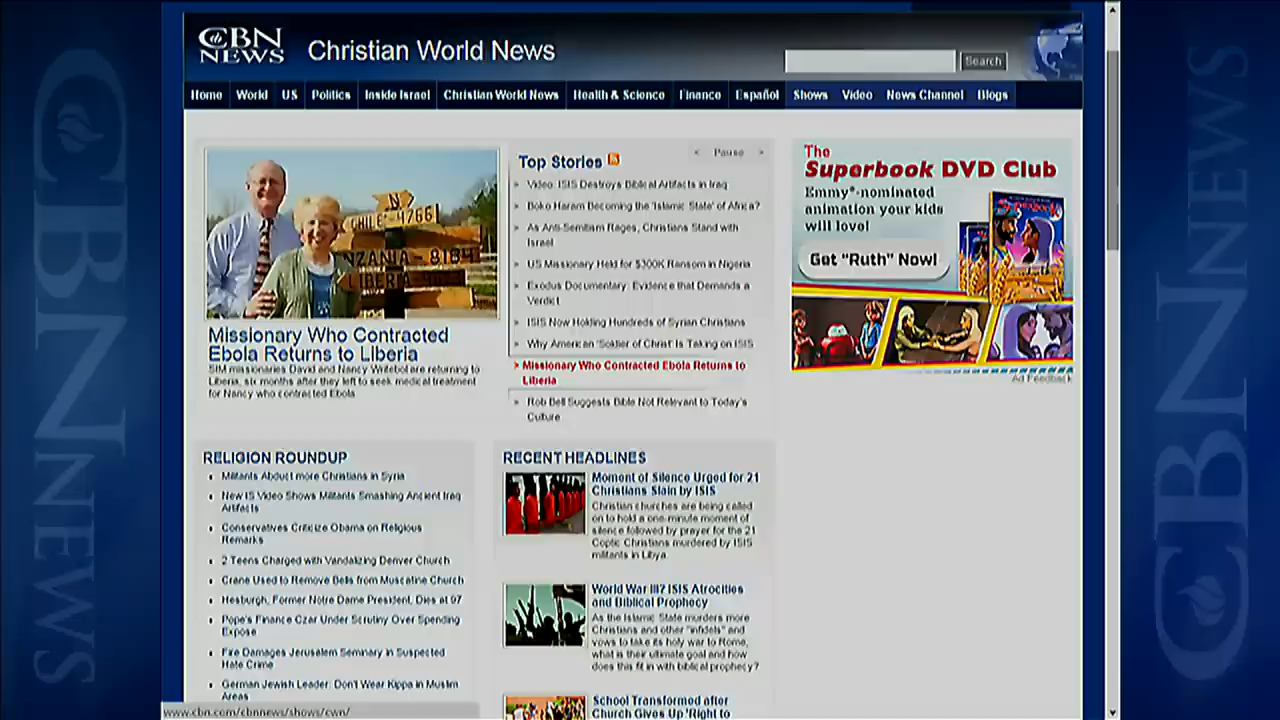 CBN NEWS
CBN
NEWS
Christian World News
Search
Home World US Politics Inside Israel Christian World News Health & Science Finance Español Shows Video News Channel Blogs
N
CHILE - 4766
NZANIA - 8184
LIBERIA
Missionary Who Contracted
Ebola Returns to Liberia
SIM missionaries David and Nancy Writebol are returning to
Liberia, six months after they left to seek medical treatment
for Nancy who contracted Ebola
Top Stories
< Pause >
» Video: ISIS Destroys Biblical Artifacts in Iraq
» Boko Haram Becoming the 'Islamic State' of Africa?
» As Anti-Semitism Rages, Christians Stand with
Israel
» US Missionary Held for $300K Ransom in Nigeria
» Exodus Documentary: Evidence that Demands a
Verdict
» ISIS Now Holding Hundreds of Syrian Christians
» Why American 'Soldier of Christ' Is Taking on ISIS
» Missionary Who Contracted Ebola Returns to
Liberia
» Rob Bell Suggests Bible Not Relevant to Today's
Culture
The
Superbook DVD Club
Emmy®-nominated
animation your kids
will love!
Get "Ruth" Now!
Superbook
Ad Feedback
RELIGION ROUNDUP
• Militants Abduct more Christians in Syria
• New IS Video Shows Militants Smashing Ancient Iraq
Artifacts
• Conservatives Criticize Obama on Religious
Remarks
• 2 Teens Charged with Vandalizing Denver Church
• Crane Used to Remove Bells from Muscatine Church
• Hesburgh, Former Notre Dame President, Dies at 97
• Pope's Finance Czar Under Scrutiny Over Spending
Expose
• Fire Damages Jerusalem Seminary in Suspected
Hate Crime
• German Jewish Leader: Don't Wear Kippa in Muslim
Areas
RECENT HEADLINES
Moment of Silence Urged for 21
Christians Slain by ISIS
Christian churches are being called
on to hold a one-minute moment of
silence followed by prayer for the 21
Coptic Christians murdered by ISIS
militants in Libya.
World War III? ISIS Atrocities
and Biblical Prophecy
As the Islamic State murders more
Christians and other "infidels" and
vows to take its holy war to Rome,
what is their ultimate goal and how
does this fit in with biblical prophecy?
School Transformed after
Church Gives Up 'Right to
www.cbn.com/cbnnews/shows/cwn/
CBN NEWS